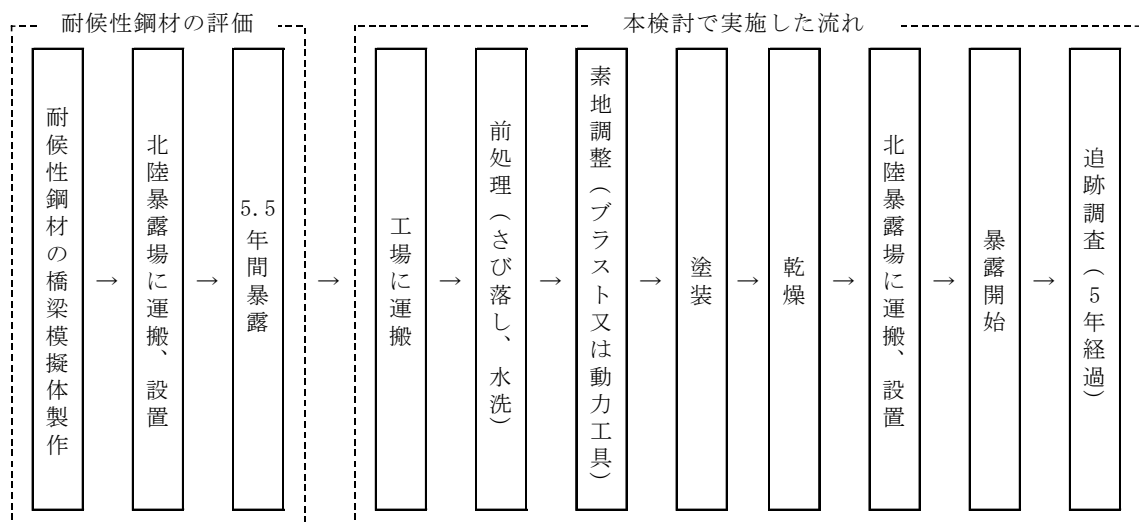 耐候性鋼材の評価
本検討で実施した流れ
耐候性鋼材の橋梁模擬体製作
→
北陸暴露場に運搬、設置
→
5.5年間暴露
→
工場に運搬
→
前処理（さび落し、水洗）
→
素地調整（ブラスト又は動力工具）
→
塗装
→
乾燥
→
北陸暴露場に運搬、設置
→
暴露開始
→
追跡調査（5年経過）